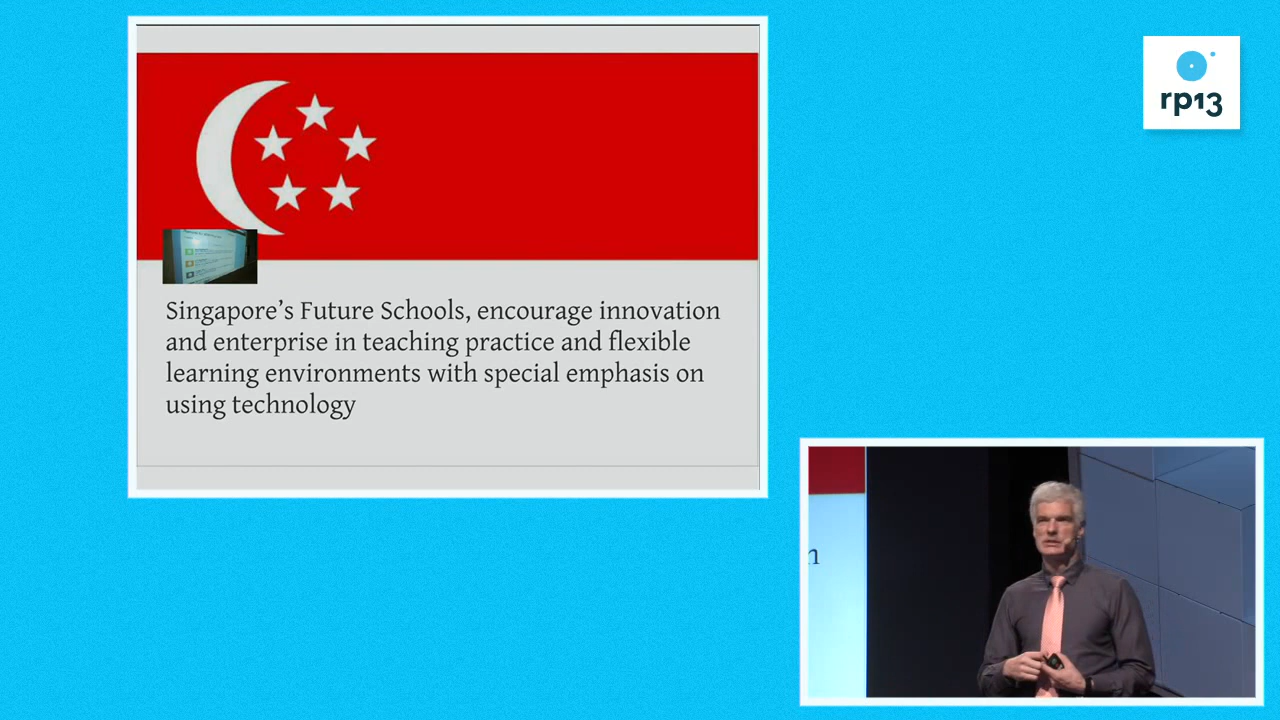 rp13
Singapore’s Future Schools, encourage innovation
and enterprise in teaching practice and flexible
learning environments with special emphasis on
using technology
n